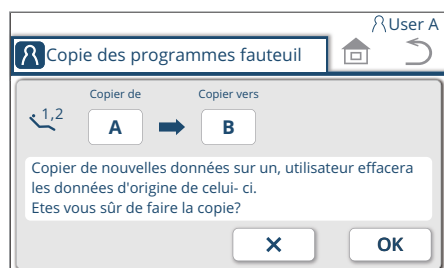 User A
Copie des programmes fauteuil
Copier de Copier vers
1,2 A B
Copier de nouvelles données sur un, utilisateur effacera
les données d'origine de celui- ci.
Etes vous sûr de faire la copie?
✕ OK